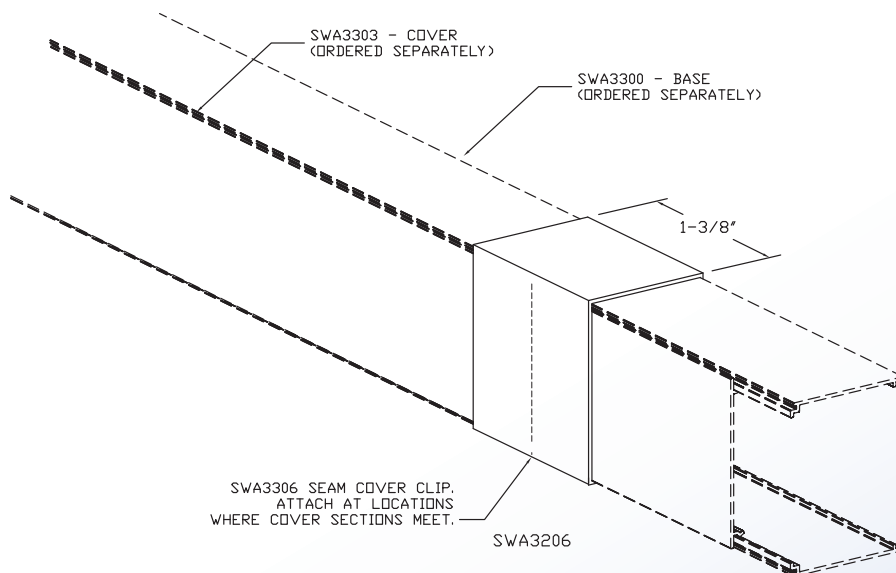 SWA3303 - COVER
(ORDERED SEPARATELY)
SWA3300 - BASE
(ORDERED SEPARATELY)
1-3/8"
SWA3306 SEAM COVER CLIP.
ATTACH AT LOCATIONS
WHERE COVER SECTIONS MEET.
SWA3206